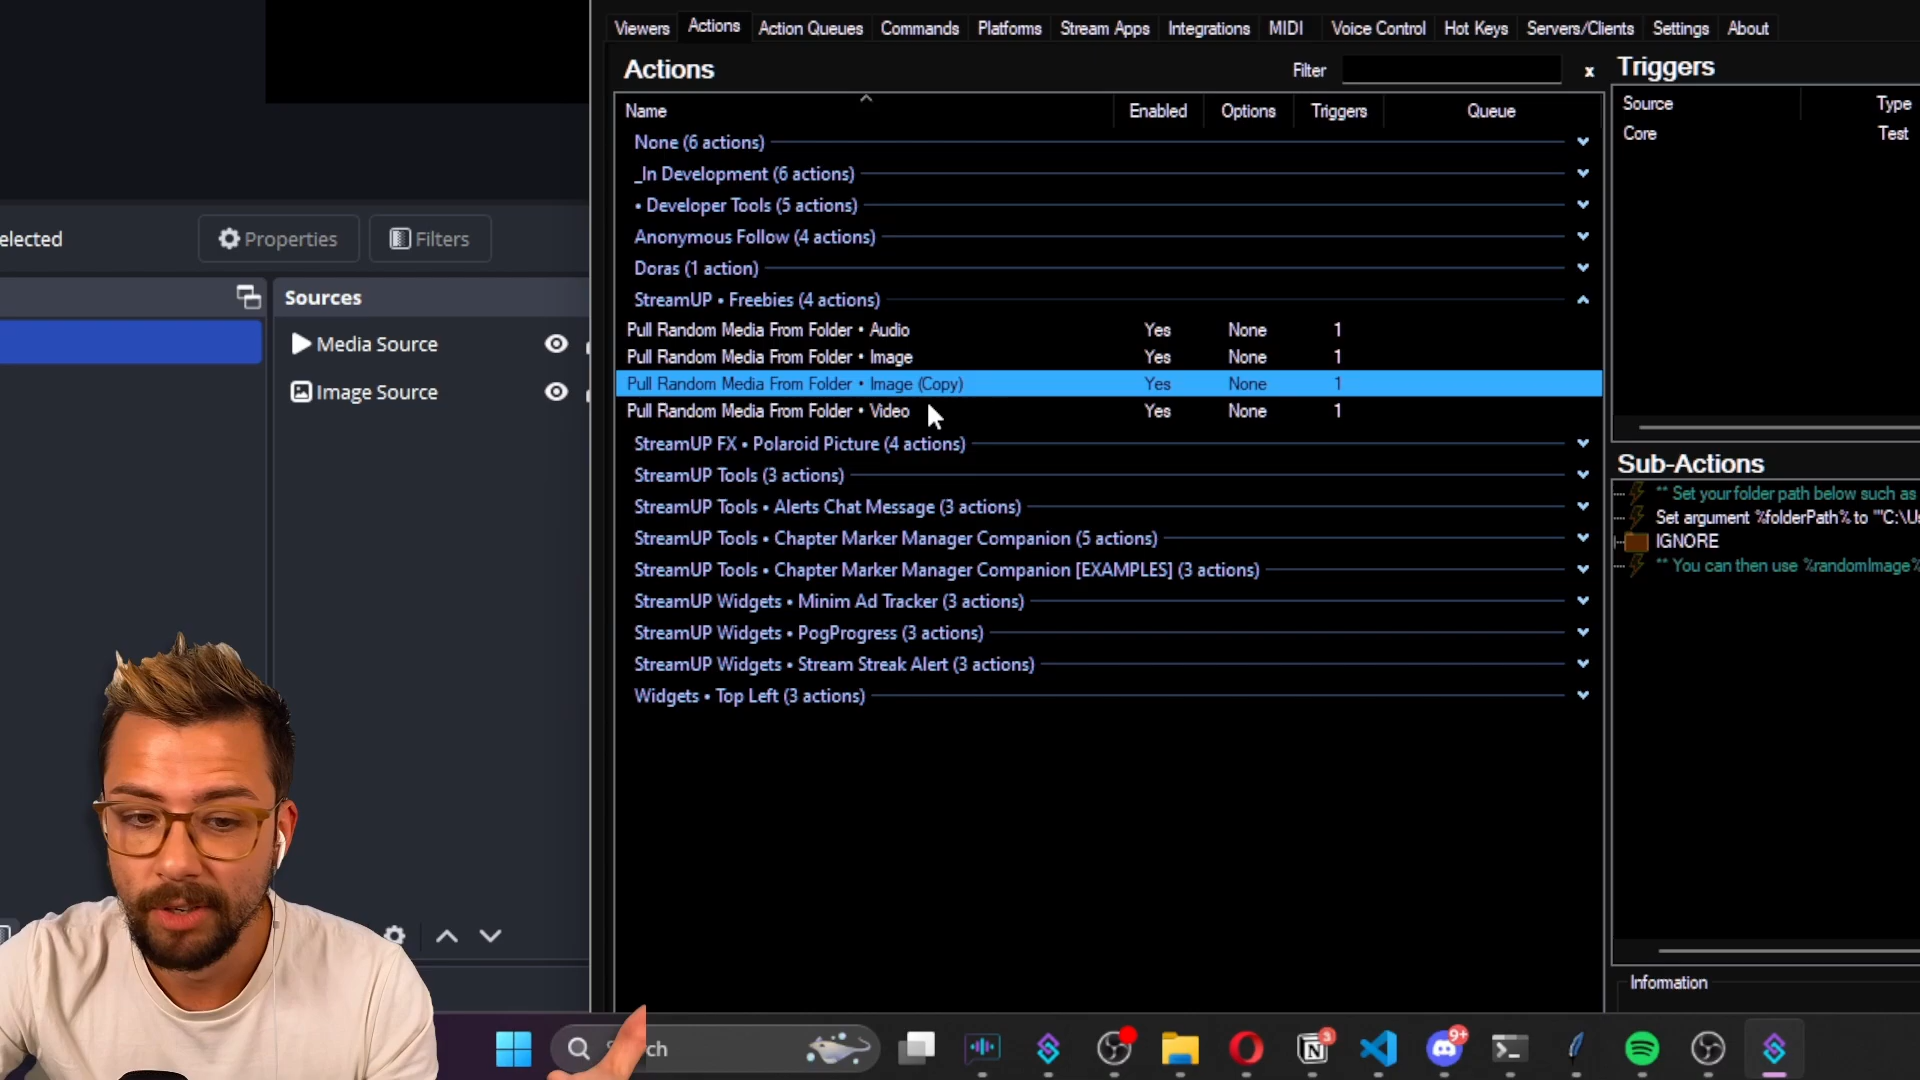 Viewers Actions Action Queues Commands Platforms Stream Apps Integrations MIDI Voice Control Hot Keys Servers/Clients Settings About
Actions Filter x
Name Enabled Options Triggers Queue
None (6 actions)
_In Development (6 actions)
• Developer Tools (5 actions)
Anonymous Follow (4 actions)
Doras (1 action)
StreamUP • Freebies (4 actions)
Pull Random Media From Folder • Audio Yes None 1
Pull Random Media From Folder • Image Yes None 1
Pull Random Media From Folder • Image (Copy) Yes None 1
Pull Random Media From Folder • Video Yes None 1
StreamUP FX • Polaroid Picture (4 actions)
StreamUP Tools (3 actions)
StreamUP Tools • Alerts Chat Message (3 actions)
StreamUP Tools • Chapter Marker Manager Companion (5 actions)
StreamUP Tools • Chapter Marker Manager Companion [EXAMPLES] (3 actions)
StreamUP Widgets • Minim Ad Tracker (3 actions)
StreamUP Widgets • PogProgress (3 actions)
StreamUP Widgets • Stream Streak Alert (3 actions)
Widgets • Top Left (3 actions)
Triggers
Source Type
Core Test
Sub-Actions
** Set your folder path below such as
Set argument %folderPath% to "'C:\Us
IGNORE
** You can then use %randomImage%
Information
elected Properties Filters
Sources
Media Source
Image Source
ch
3
9+